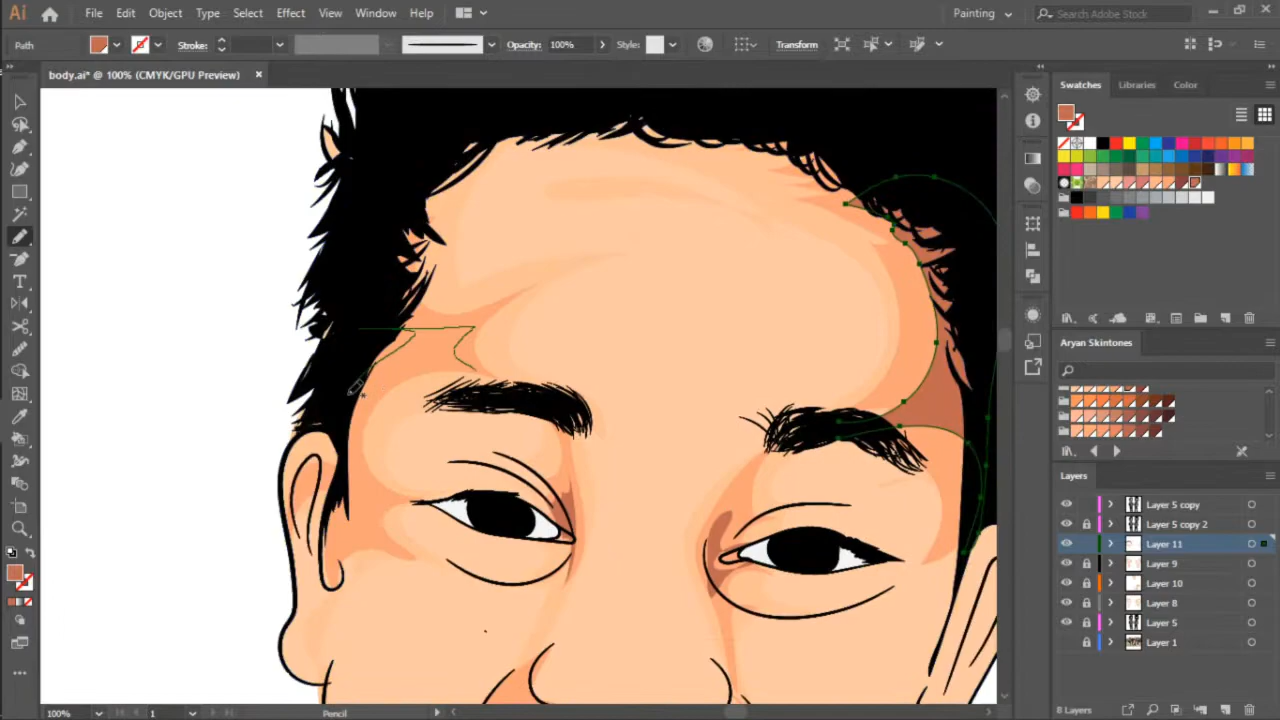 Ai File Edit Object Type Select Effect View Window Help Painting Search Adobe Stock
Path Stroke: Opacity: 100% Style: Transform
body.ai* @ 100% (CMYK/GPU Preview)
Swatches Libraries Color
Aryan Skintones
Layers
Layer 5 copy
Layer 5 copy 2
Layer 11
Layer 9
Layer 10
Layer 8
Layer 5
Layer 1
100% 1 Pencil 8 Layers